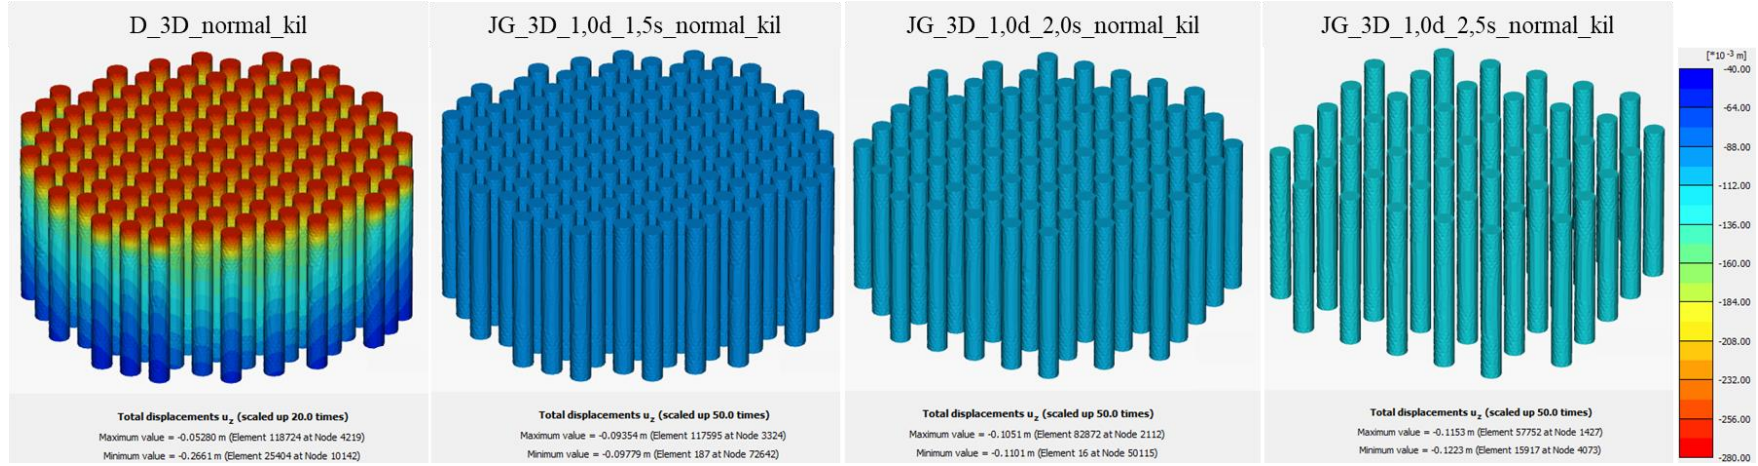 D_3D_normal_kil
Total displacements uz (scaled up 20.0 times)
Maximum value = -0.05280 m (Element 118724 at Node 4219)
Minimum value = -0.2661 m (Element 25404 at Node 10142)
JG_3D_1,0d_1,5s_normal_kil
Total displacements uz (scaled up 50.0 times)
Maximum value = -0.09354 m (Element 117595 at Node 3324)
Minimum value = -0.09779 m (Element 187 at Node 72642)
JG_3D_1,0d_2,0s_normal_kil
Total displacements uz (scaled up 50.0 times)
Maximum value = -0.1051 m (Element 82872 at Node 2112)
Minimum value = -0.1101 m (Element 16 at Node 50115)
JG_3D_1,0d_2,5s_normal_kil
Total displacements uz (scaled up 50.0 times)
Maximum value = -0.1153 m (Element 57752 at Node 1427)
Minimum value = -0.1223 m (Element 15917 at Node 4073)
[*10⁻³ m]
-40.00
-64.00
-88.00
-112.00
-136.00
-160.00
-184.00
-208.00
-232.00
-256.00
-280.00